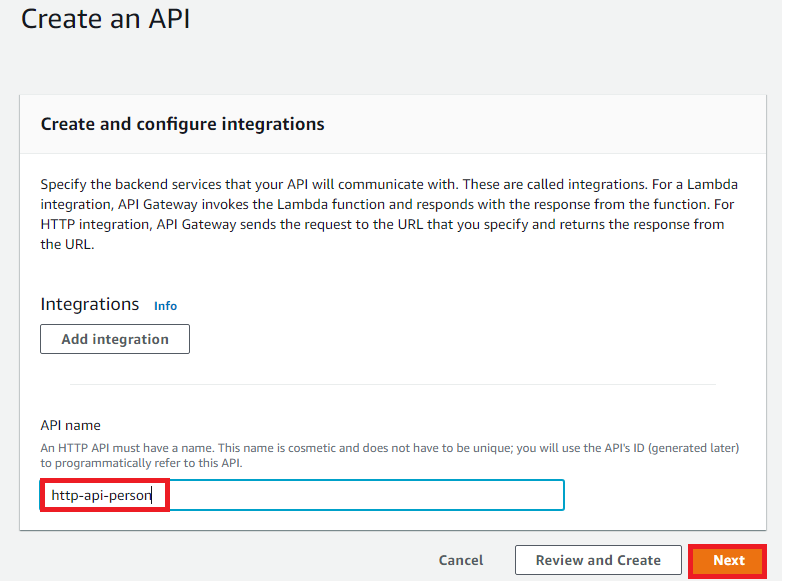 Create an API
Create and configure integrations
Specify the backend services that your API will communicate with. These are called integrations. For a Lambda
integration, API Gateway invokes the Lambda function and responds with the response from the function. For
HTTP integration, API Gateway sends the request to the URL that you specify and returns the response from
the URL.
Integrations Info
Add integration
API name
An HTTP API must have a name. This name is cosmetic and does not have to be unique; you will use the API's ID (generated later)
to programmatically refer to this API.
http-api-person
Cancel Review and Create Next